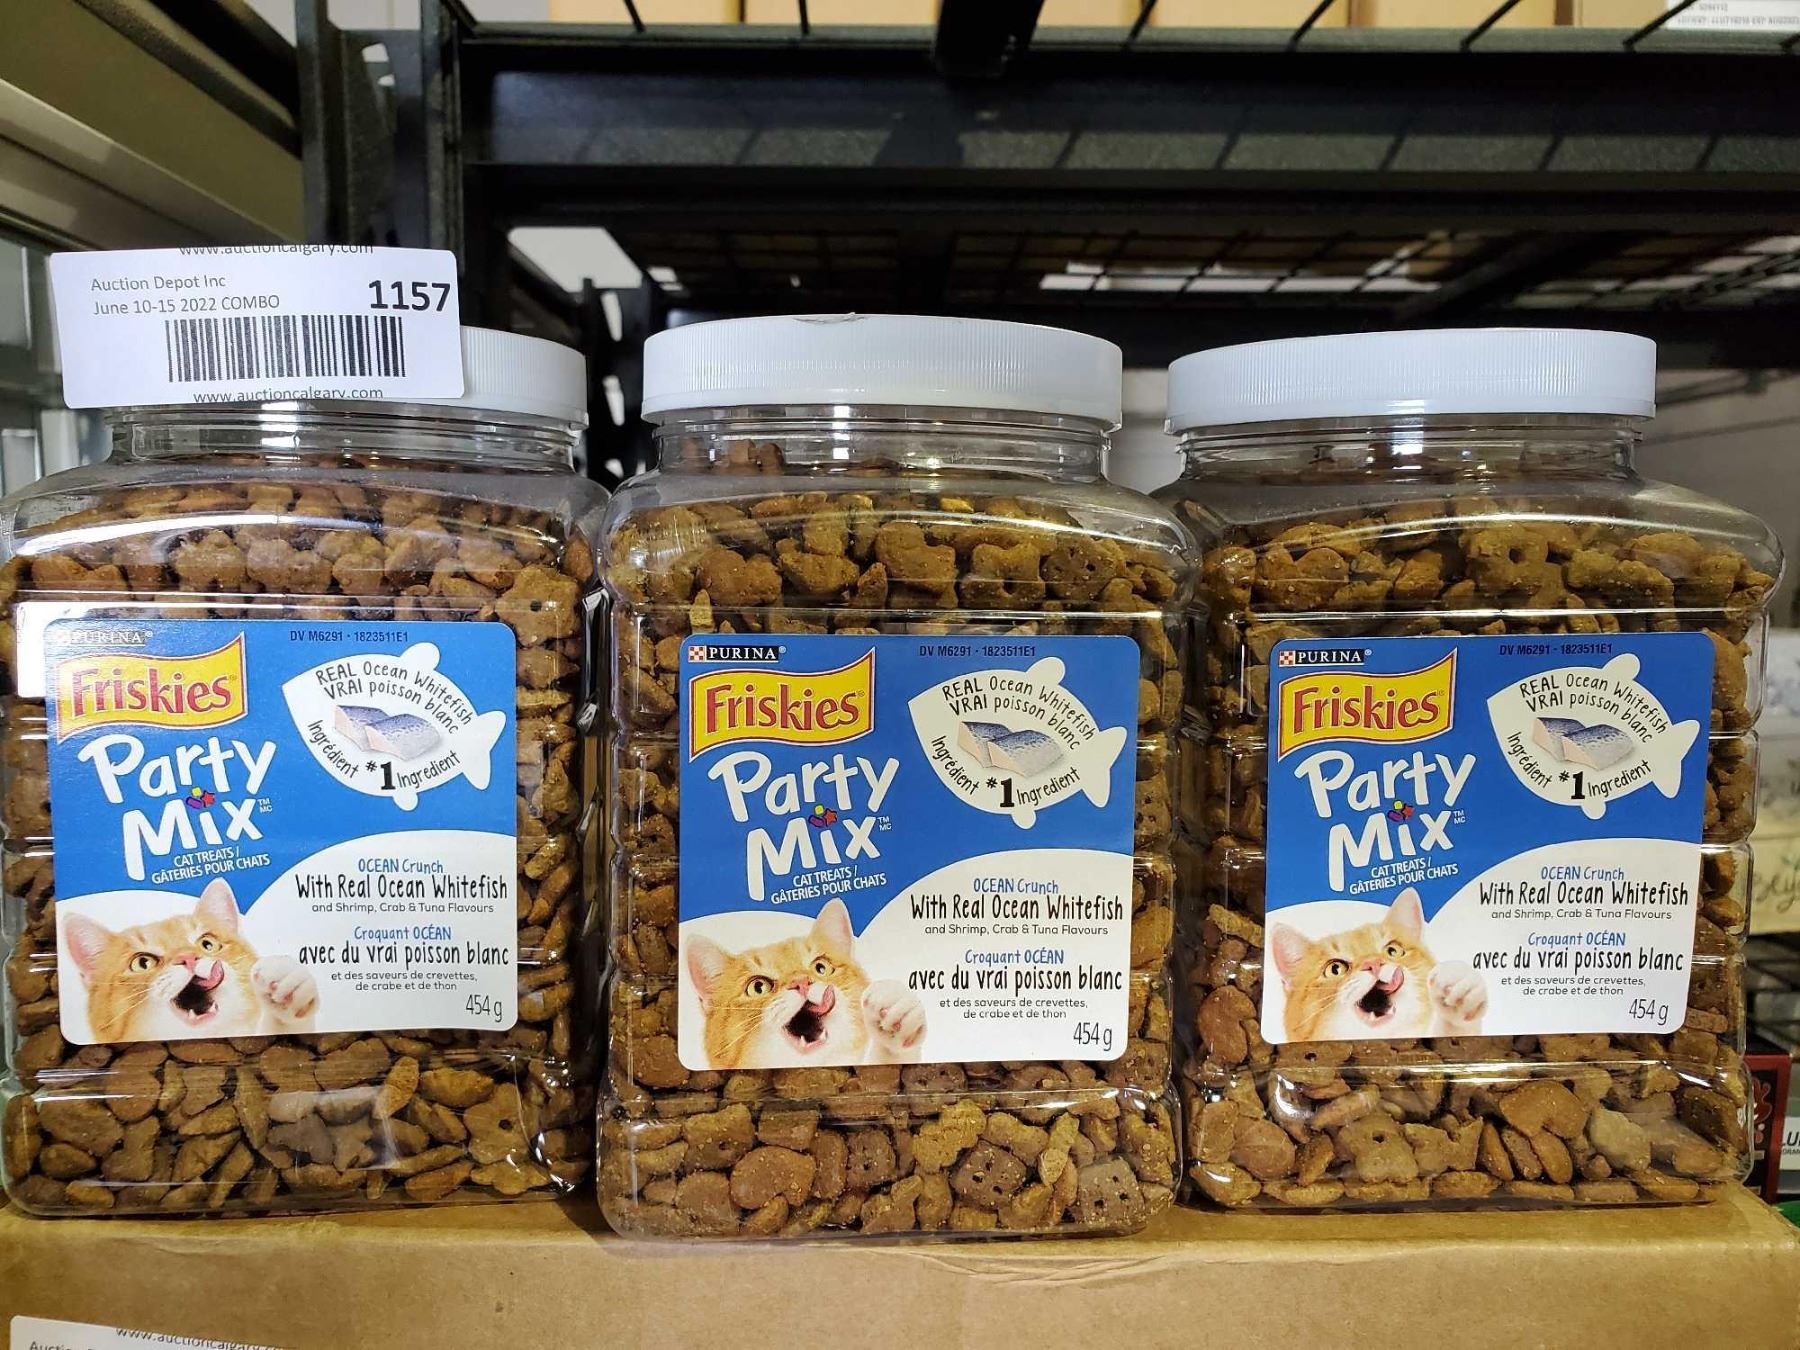 www.auctioncalgary.com
Auction Depot Inc
June 10-15 2022 COMBO
1157
www.auctioncalgary.com
PURINA®
DV M6291 - 1823511E1
Friskies®
Party
Mix™
MC
CAT TREATS /
GÂTERIES POUR CHATS
REAL Ocean Whitefish
VRAI poisson blanc
Ingrédient #1 Ingredient
OCEAN Crunch
With Real Ocean Whitefish
and Shrimp, Crab & Tuna Flavours
Croquant OCÉAN
avec du vrai poisson blanc
et des saveurs de crevettes,
de crabe et de thon
454 g
PURINA®
DV M6291 - 1823511E1
Friskies®
Party
Mix™
MC
CAT TREATS /
GÂTERIES POUR CHATS
REAL Ocean Whitefish
VRAI poisson blanc
Ingrédient #1 Ingredient
OCEAN Crunch
With Real Ocean Whitefish
and Shrimp, Crab & Tuna Flavours
Croquant OCÉAN
avec du vrai poisson blanc
et des saveurs de crevettes,
de crabe et de thon
454 g
PURINA®
DV M6291 - 1823511E1
Friskies®
Party
Mix™
MC
CAT TREATS /
GÂTERIES POUR CHATS
REAL Ocean Whitefish
VRAI poisson blanc
Ingrédient #1 Ingredient
OCEAN Crunch
With Real Ocean Whitefish
and Shrimp, Crab & Tuna Flavours
Croquant OCÉAN
avec du vrai poisson blanc
et des saveurs de crevettes,
de crabe et de thon
454 g